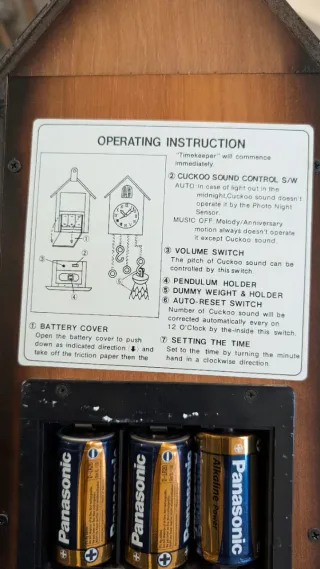 OPERATING INSTRUCTION
"Timekeeper" will commence
immediately.
② CUCKOO SOUND CONTROL S/W
AUTO: In case of light out in the
midnight, Cuckoo sound doesn't
operate it by the Photo Night
Sensor.
MUSIC OFF: Melody/Anniversary
motion always doesn't operate
it except Cuckoo sound.
③ VOLUME SWITCH
The pitch of Cuckoo sound can be
controlled by this switch.
④ PENDULUM HOLDER
⑤ DUMMY WEIGHT & HOLDER
⑥ AUTO-RESET SWITCH
Number of Cuckoo sound will be
corrected automatically every on
12 O'Clock by the-inside this switch.
⑦ SETTING THE TIME
Set to the time by turning the minute
hand in a clockwise direction.
① BATTERY COVER
Open the battery cover to push
down as indicated direction (⬇) and
take off the friction paper then the
Panasonic
Panasonic
Panasonic
Alkaline Power